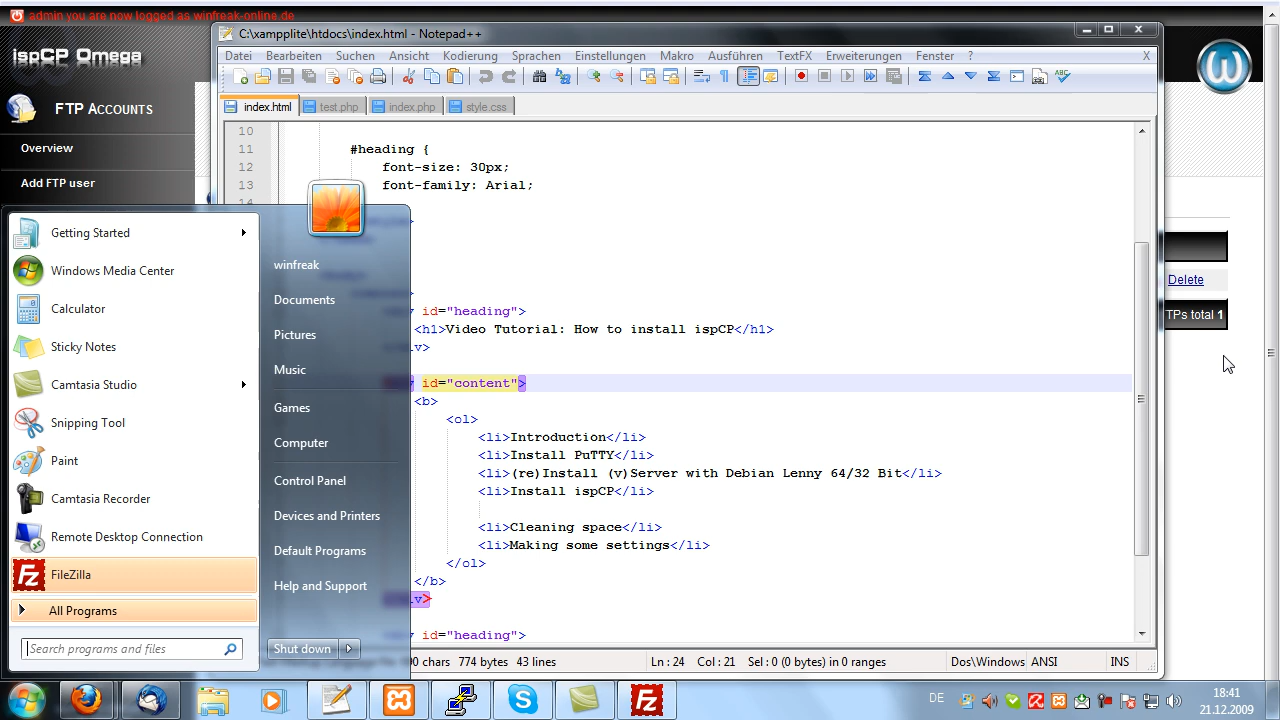 admin you are now logged as winfreak-online.de
ispCP Omega
FTP ACCOUNTS
Overview
Add FTP user
C:\xampplite\htdocs\index.html - Notepad++
Datei Bearbeiten Suchen Ansicht Kodierung Sprachen Einstellungen Makro Ausführen TextFX Erweiterungen Fenster ? X
index.html test.php index.php style.css
10
11 #heading {
12 font-size: 30px;
13 font-family: Arial;
14
id="heading">
<h1>Video Tutorial: How to install ispCP</h1>
iv>
id="content">
<b>
<ol>
<li>Introduction</li>
<li>Install PuTTY</li>
<li>(re)Install (v)Server with Debian Lenny 64/32 Bit</li>
<li>Install ispCP</li>
<li>Cleaning space</li>
<li>Making some settings</li>
</ol>
</b>
iv>
id="heading">
chars 774 bytes 43 lines Ln : 24 Col : 21 Sel : 0 (0 bytes) in 0 ranges Dos\Windows ANSI INS
Delete
TPs total 1
Getting Started
Windows Media Center
Calculator
Sticky Notes
Camtasia Studio
Snipping Tool
Paint
Camtasia Recorder
Remote Desktop Connection
FileZilla
All Programs
Search programs and files
winfreak
Documents
Pictures
Music
Games
Computer
Control Panel
Devices and Printers
Default Programs
Help and Support
Shut down
DE
18:41
21.12.2009